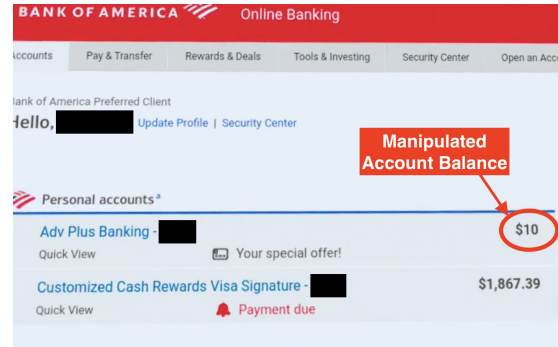 BANK OF AMERICA Online Banking
Accounts Pay & Transfer Rewards & Deals Tools & Investing Security Center Open an Acc
Bank of America Preferred Client
Hello, Update Profile | Security Center
Manipulated
Account Balance
Personal accounts a
Adv Plus Banking - $10
Quick View Your special offer!
Customized Cash Rewards Visa Signature - $1,867.39
Quick View Payment due